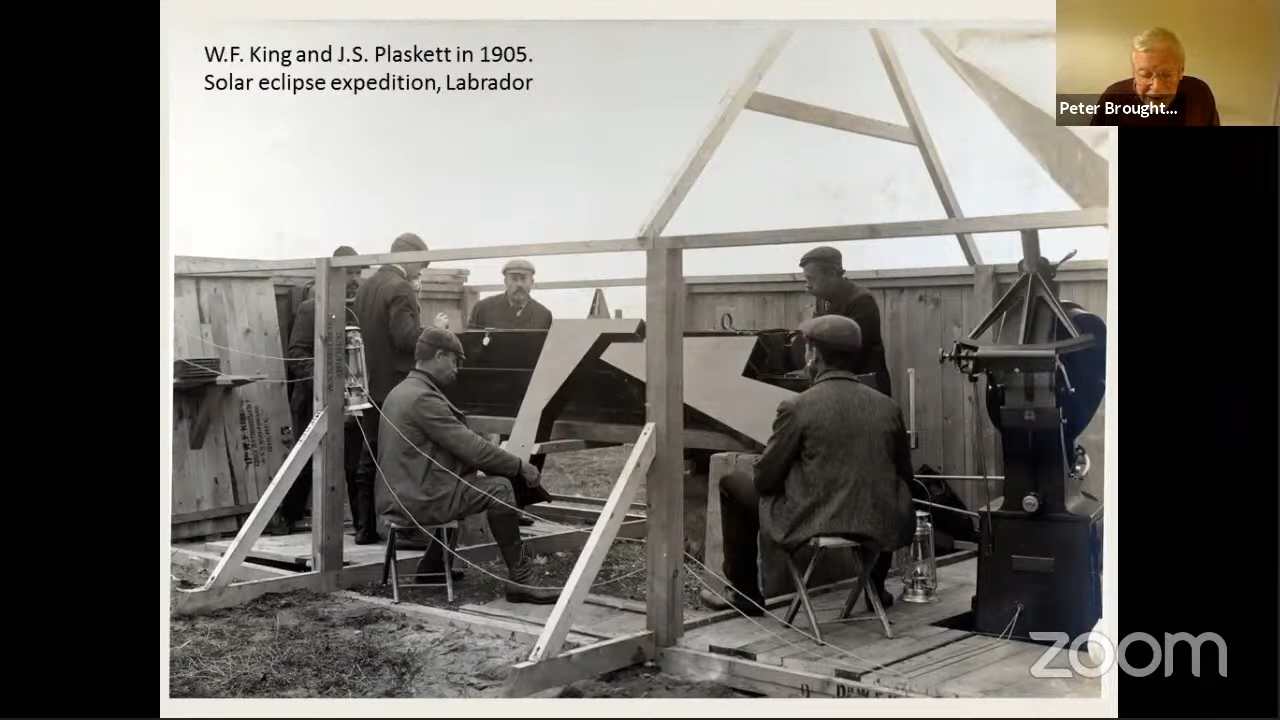 W.F. King and J.S. Plaskett in 1905.
Solar eclipse expedition, Labrador
Peter Brought...
zoom